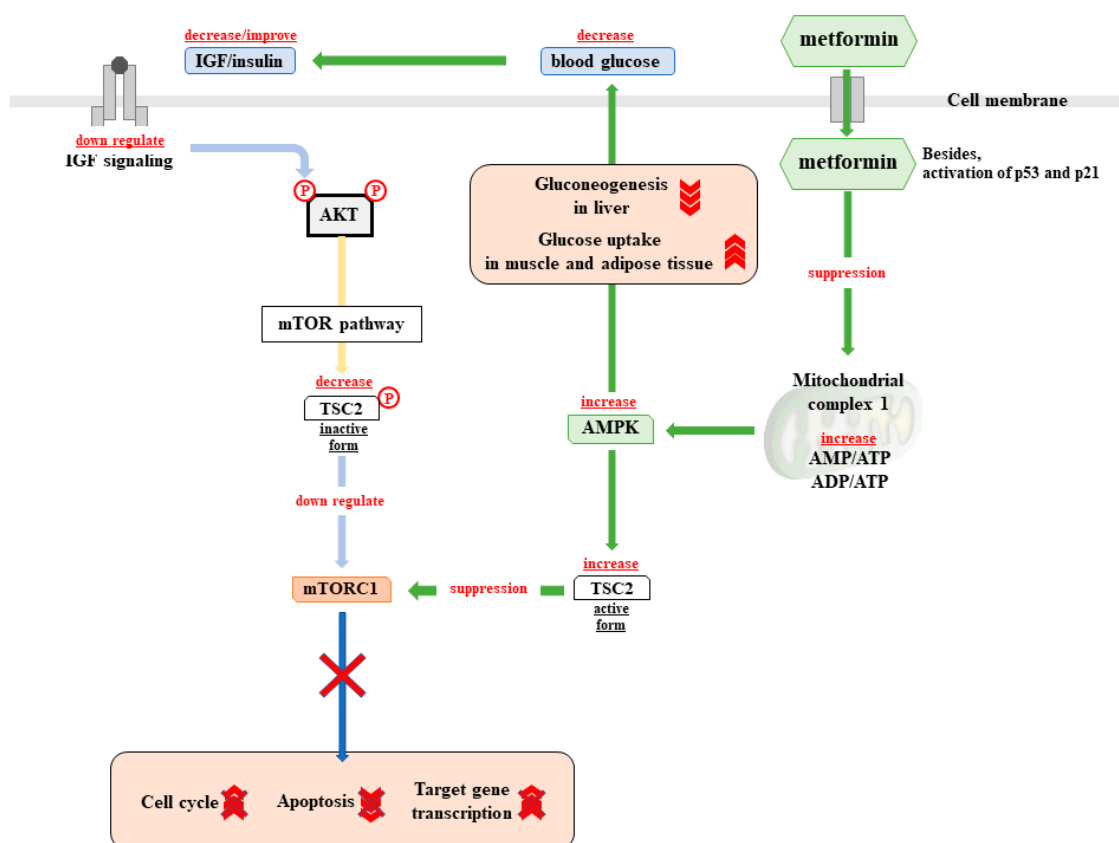 decrease/improve
IGF/insulin
decrease
blood glucose
metformin
Cell membrane
down regulate
IGF signaling
metformin
Besides,
activation of p53 and p21
P
P
AKT
Gluconeogenesis
in liver
Glucose uptake
in muscle and adipose tissue
suppression
mTOR pathway
decrease
P
TSC2
inactive
form
increase
AMPK
Mitochondrial
complex 1
increase
AMP/ATP
ADP/ATP
down regulate
mTORC1
suppression
increase
TSC2
active
form
Cell cycle
Apoptosis
Target gene
transcription